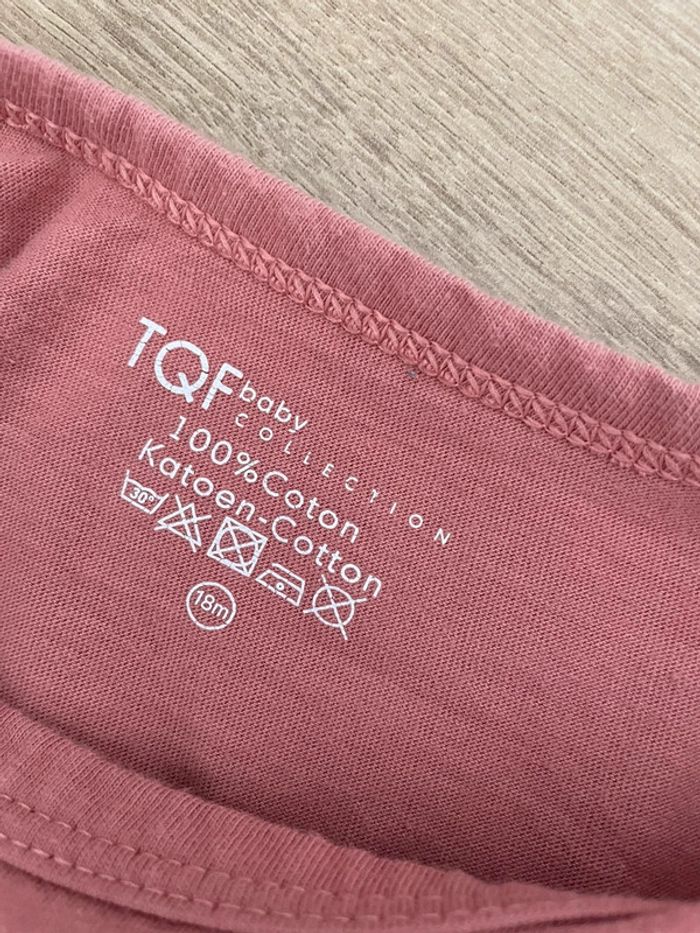 TQF baby
COLLECTION
100%Coton
Katoen-Cotton
30°
18m